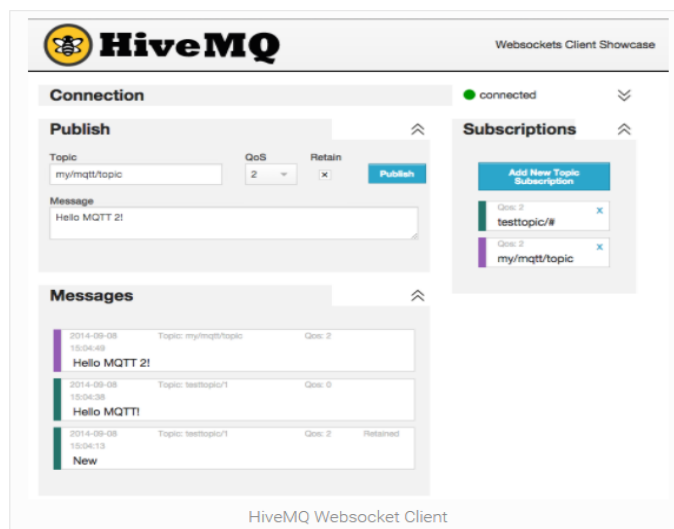 HiveMQ
Websockets Client Showcase
Connection
connected
Publish
Topic
QoS
Retain
my/mqtt/topic
2
x
Publish
Message
Hello MQTT 2!
Subscriptions
Add New Topic
Subscription
Qos: 2
x
testtopic/#
Qos: 2
x
my/mqtt/topic
Messages
2014-09-08
15:04:49
Topic: my/mqtt/topic
Qos: 2
Hello MQTT 2!
2014-09-08
15:04:38
Topic: testtopic/1
Qos: 0
Hello MQTT!
2014-09-08
15:04:13
Topic: testtopic/1
Qos: 2
Retained
New
HiveMQ Websocket Client